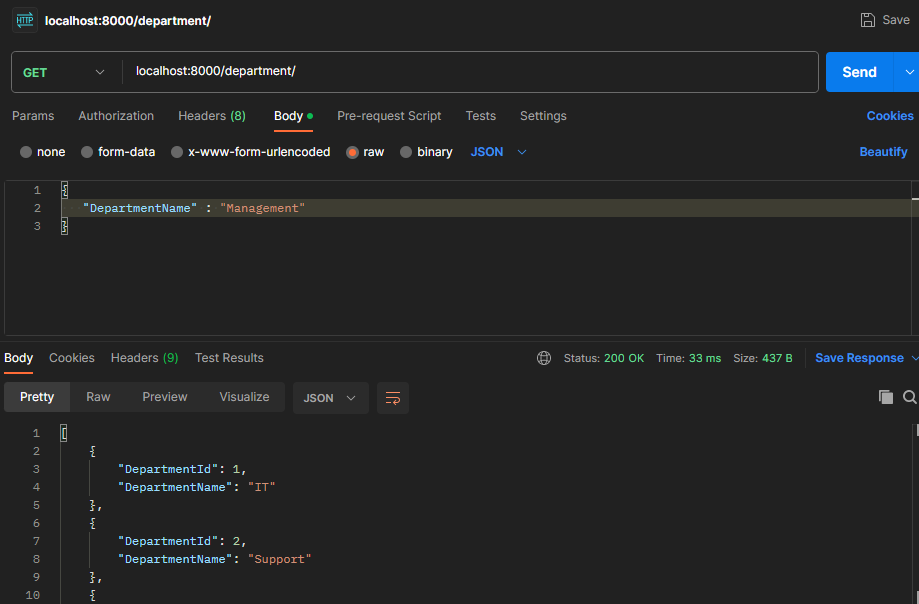 HTTP localhost:8000/department/ Save
GET localhost:8000/department/ Send
Params Authorization Headers (8) Body Pre-request Script Tests Settings Cookies
none form-data x-www-form-urlencoded raw binary JSON Beautify
1 {
2 "DepartmentName" : "Management"
3 }
Body Cookies Headers (9) Test Results Status: 200 OK Time: 33 ms Size: 437 B Save Response
Pretty Raw Preview Visualize JSON
1 [
2 {
3 "DepartmentId": 1,
4 "DepartmentName": "IT"
5 },
6 {
7 "DepartmentId": 2,
8 "DepartmentName": "Support"
9 },
10 {